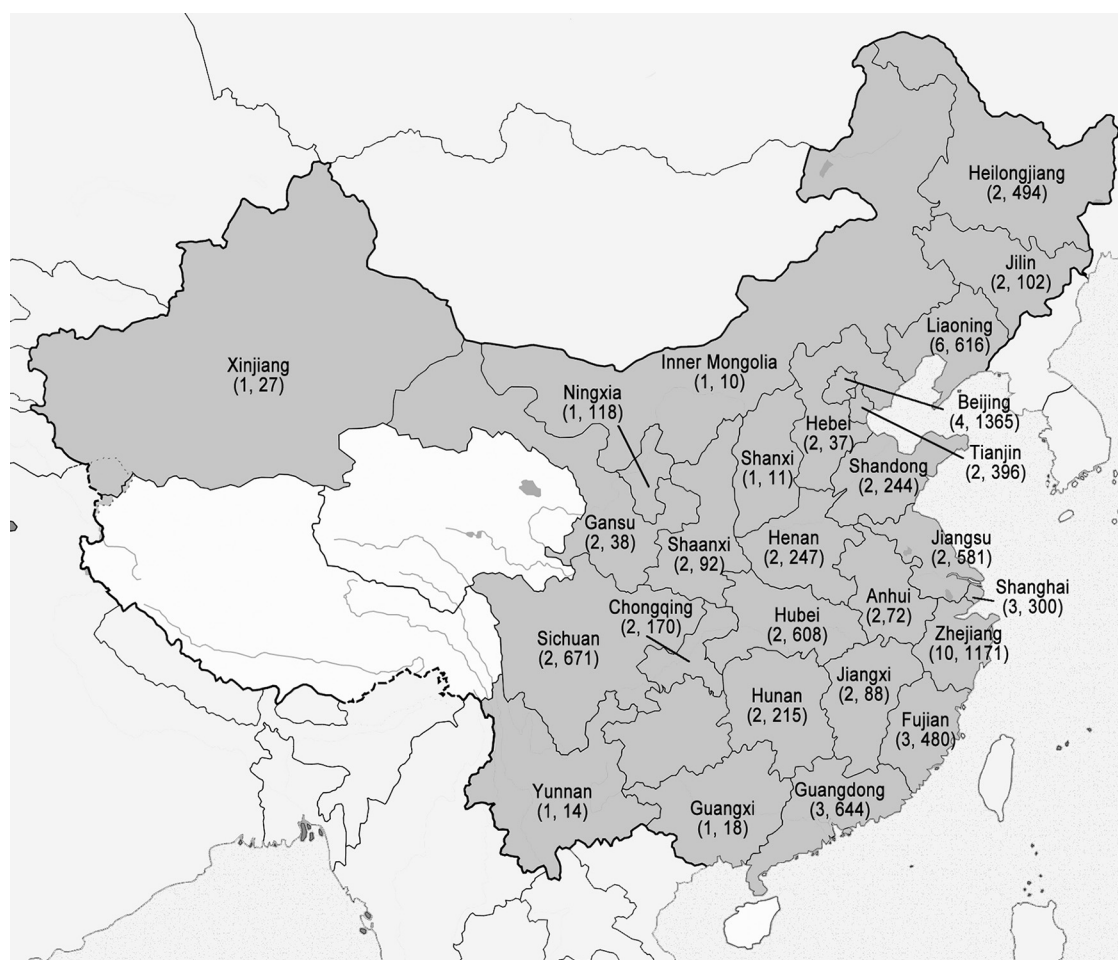 Heilongjiang
(2, 494)
Jilin
(2, 102)
Liaoning
(6, 616)
Xinjiang
(1, 27)
Inner Mongolia
(1, 10)
Ningxia
(1, 118)
Beijing
(4, 1365)
Hebei
(2, 37)
Tianjin
(2, 396)
Shanxi
(1, 11)
Shandong
(2, 244)
Gansu
(2, 38)
Shaanxi
(2, 92)
Henan
(2, 247)
Jiangsu
(2, 581)
Shanghai
(3, 300)
Anhui
(2,72)
Chongqing
(2, 170)
Hubei
(2, 608)
Sichuan
(2, 671)
Zhejiang
(10, 1171)
Jiangxi
(2, 88)
Hunan
(2, 215)
Fujian
(3, 480)
Yunnan
(1, 14)
Guangxi
(1, 18)
Guangdong
(3, 644)